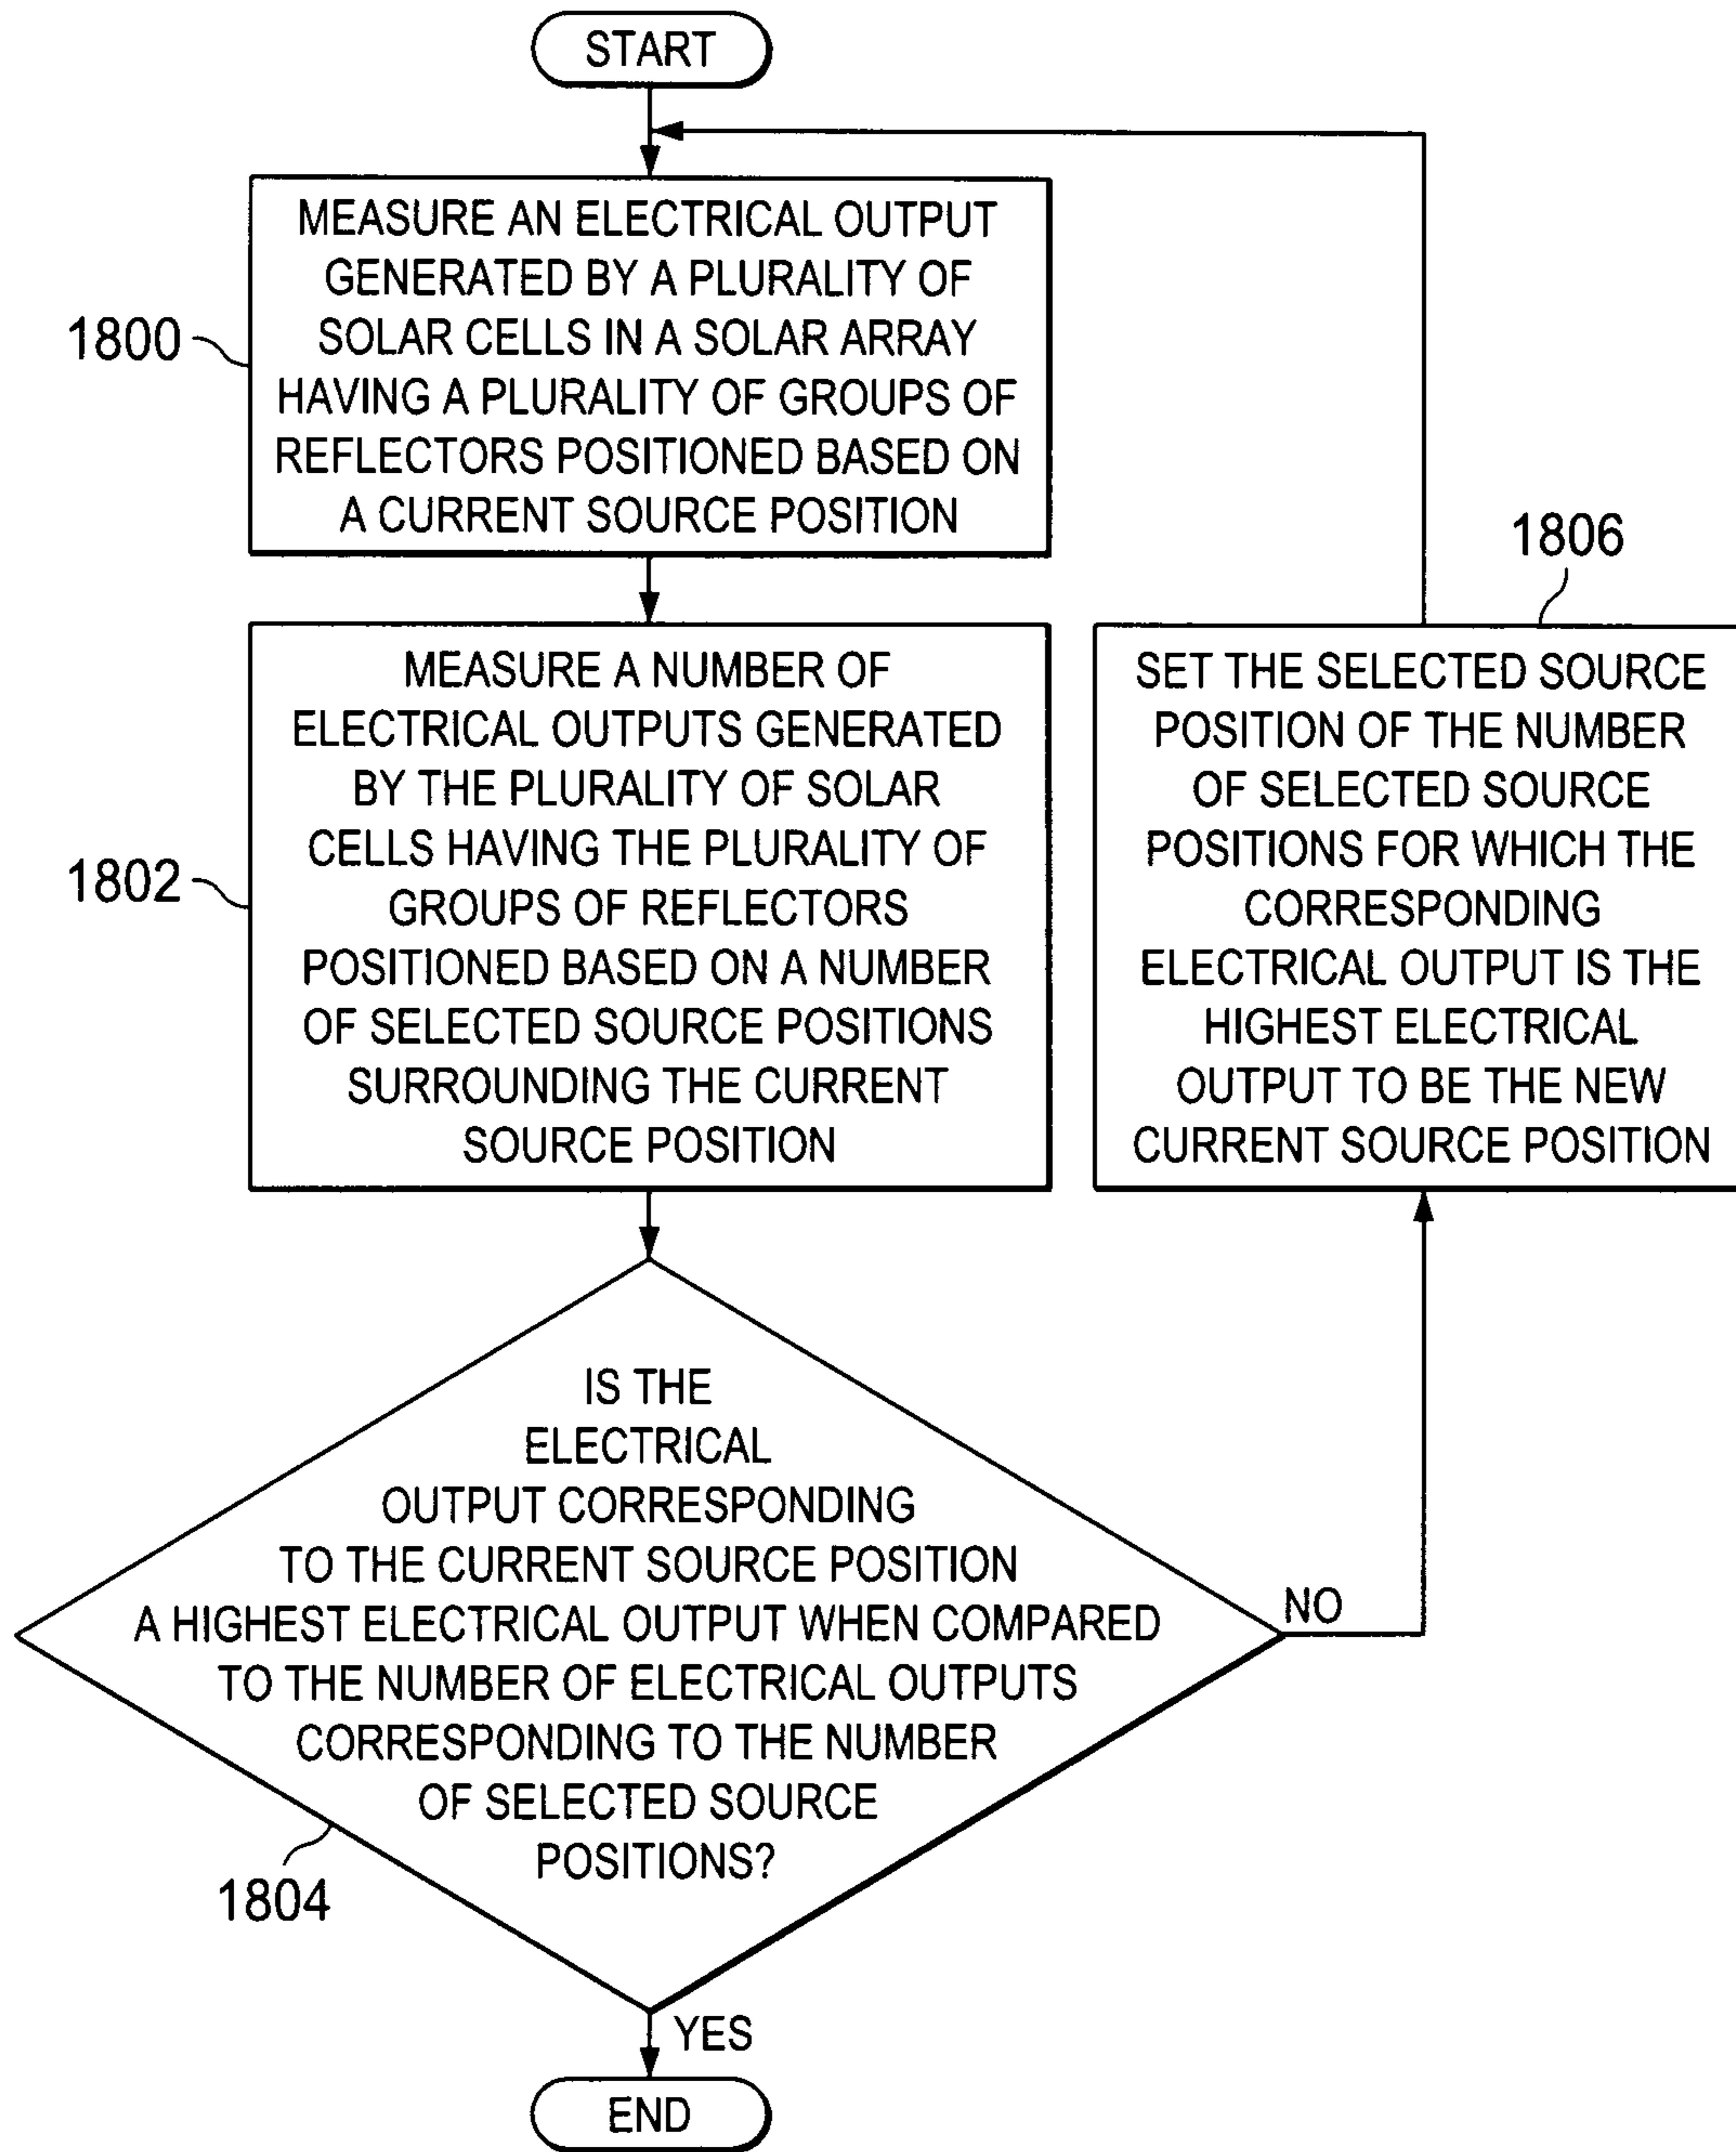 START
MEASURE AN ELECTRICAL OUTPUT
GENERATED BY A PLURALITY OF
SOLAR CELLS IN A SOLAR ARRAY
HAVING A PLURALITY OF GROUPS OF
REFLECTORS POSITIONED BASED ON
A CURRENT SOURCE POSITION
1800
MEASURE A NUMBER OF
ELECTRICAL OUTPUTS GENERATED
BY THE PLURALITY OF SOLAR
CELLS HAVING THE PLURALITY OF
GROUPS OF REFLECTORS
POSITIONED BASED ON A NUMBER
OF SELECTED SOURCE POSITIONS
SURROUNDING THE CURRENT
SOURCE POSITION
1802
IS THE
ELECTRICAL
OUTPUT CORRESPONDING
TO THE CURRENT SOURCE POSITION
A HIGHEST ELECTRICAL OUTPUT WHEN COMPARED
TO THE NUMBER OF ELECTRICAL OUTPUTS
CORRESPONDING TO THE NUMBER
OF SELECTED SOURCE
POSITIONS?
1804
NO
1806
SET THE SELECTED SOURCE
POSITION OF THE NUMBER
OF SELECTED SOURCE
POSITIONS FOR WHICH THE
CORRESPONDING
ELECTRICAL OUTPUT IS THE
HIGHEST ELECTRICAL
OUTPUT TO BE THE NEW
CURRENT SOURCE POSITION
YES
END